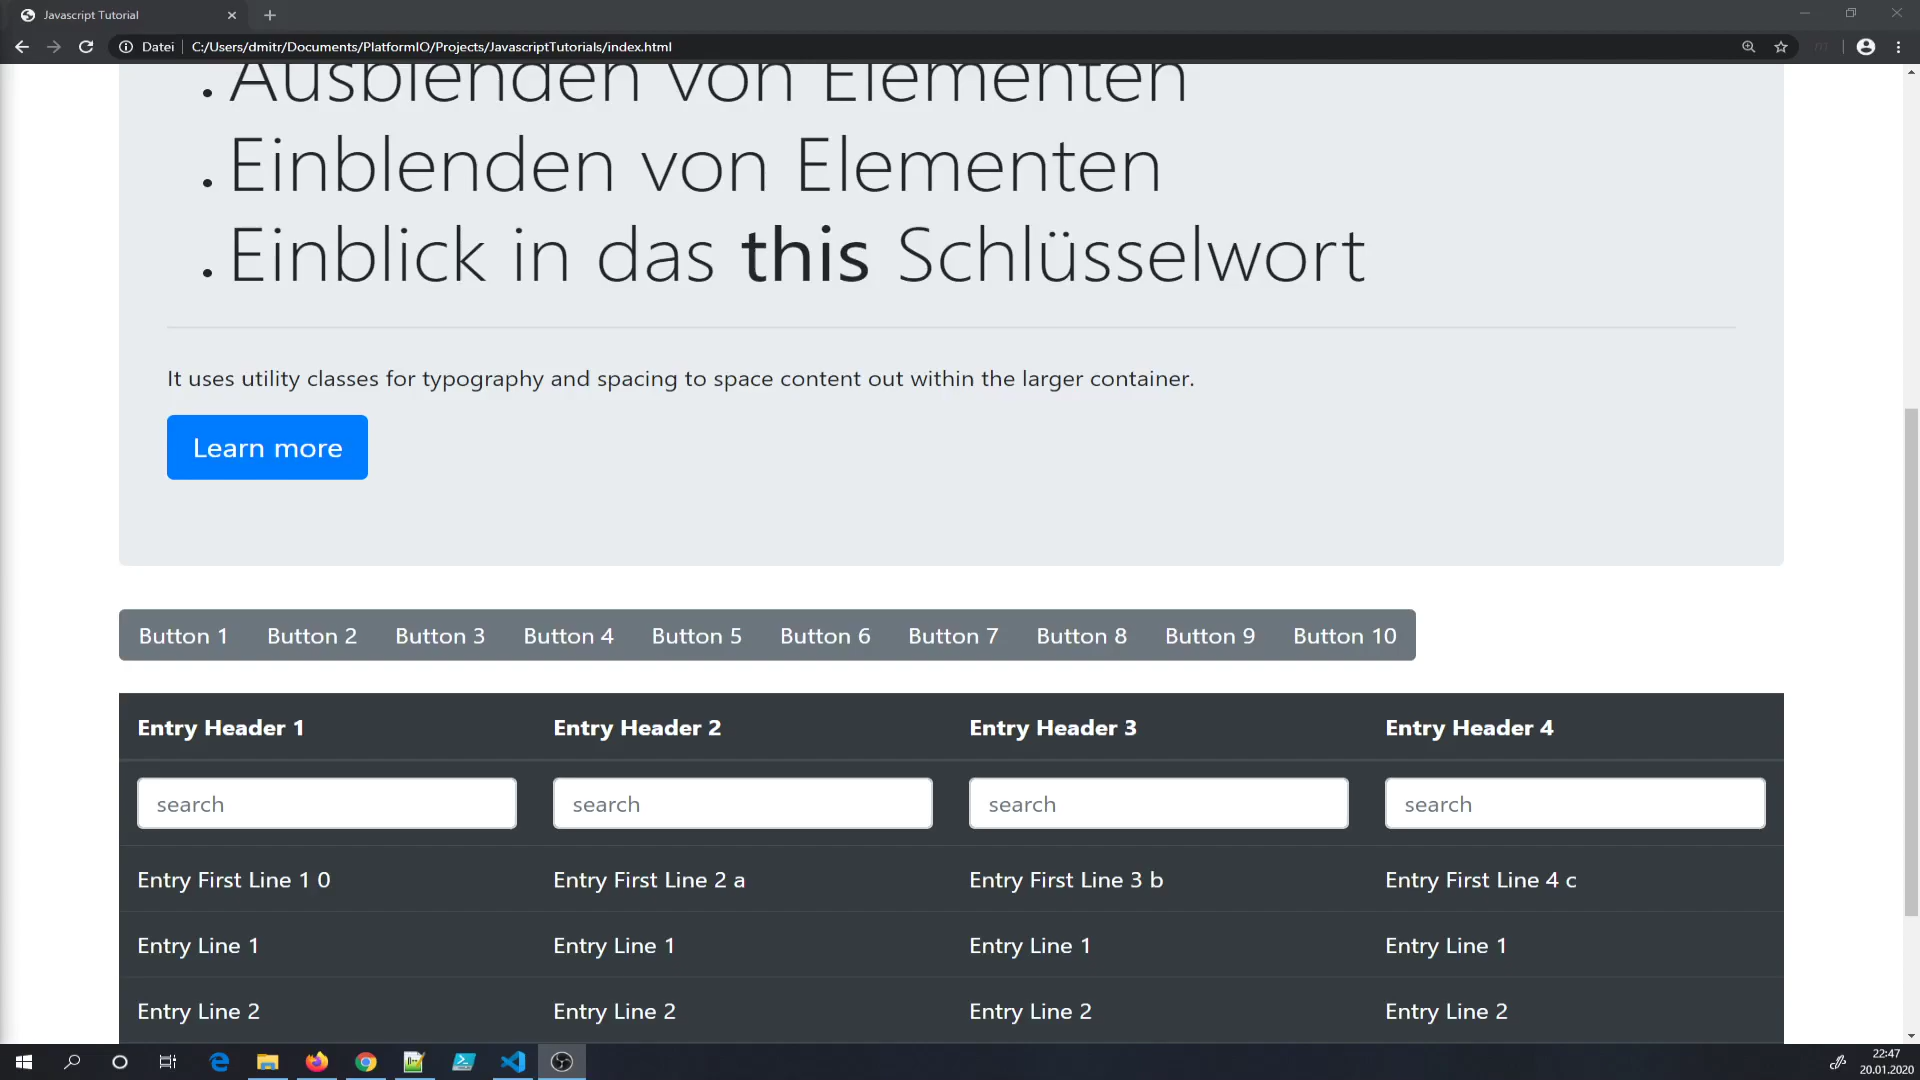 Javascript Tutorial
Datei C:/Users/dmitr/Documents/PlatformIO/Projects/JavascriptTutorials/index.html
Ausblenden von Elementen
Einblenden von Elementen
Einblick in das this Schlüsselwort
It uses utility classes for typography and spacing to space content out within the larger container.
Learn more
Button 1 Button 2 Button 3 Button 4 Button 5 Button 6 Button 7 Button 8 Button 9 Button 10
Entry Header 1 Entry Header 2 Entry Header 3 Entry Header 4
search search search search
Entry First Line 1 0 Entry First Line 2 a Entry First Line 3 b Entry First Line 4 c
Entry Line 1 Entry Line 1 Entry Line 1 Entry Line 1
Entry Line 2 Entry Line 2 Entry Line 2 Entry Line 2
22:47
20.01.2020